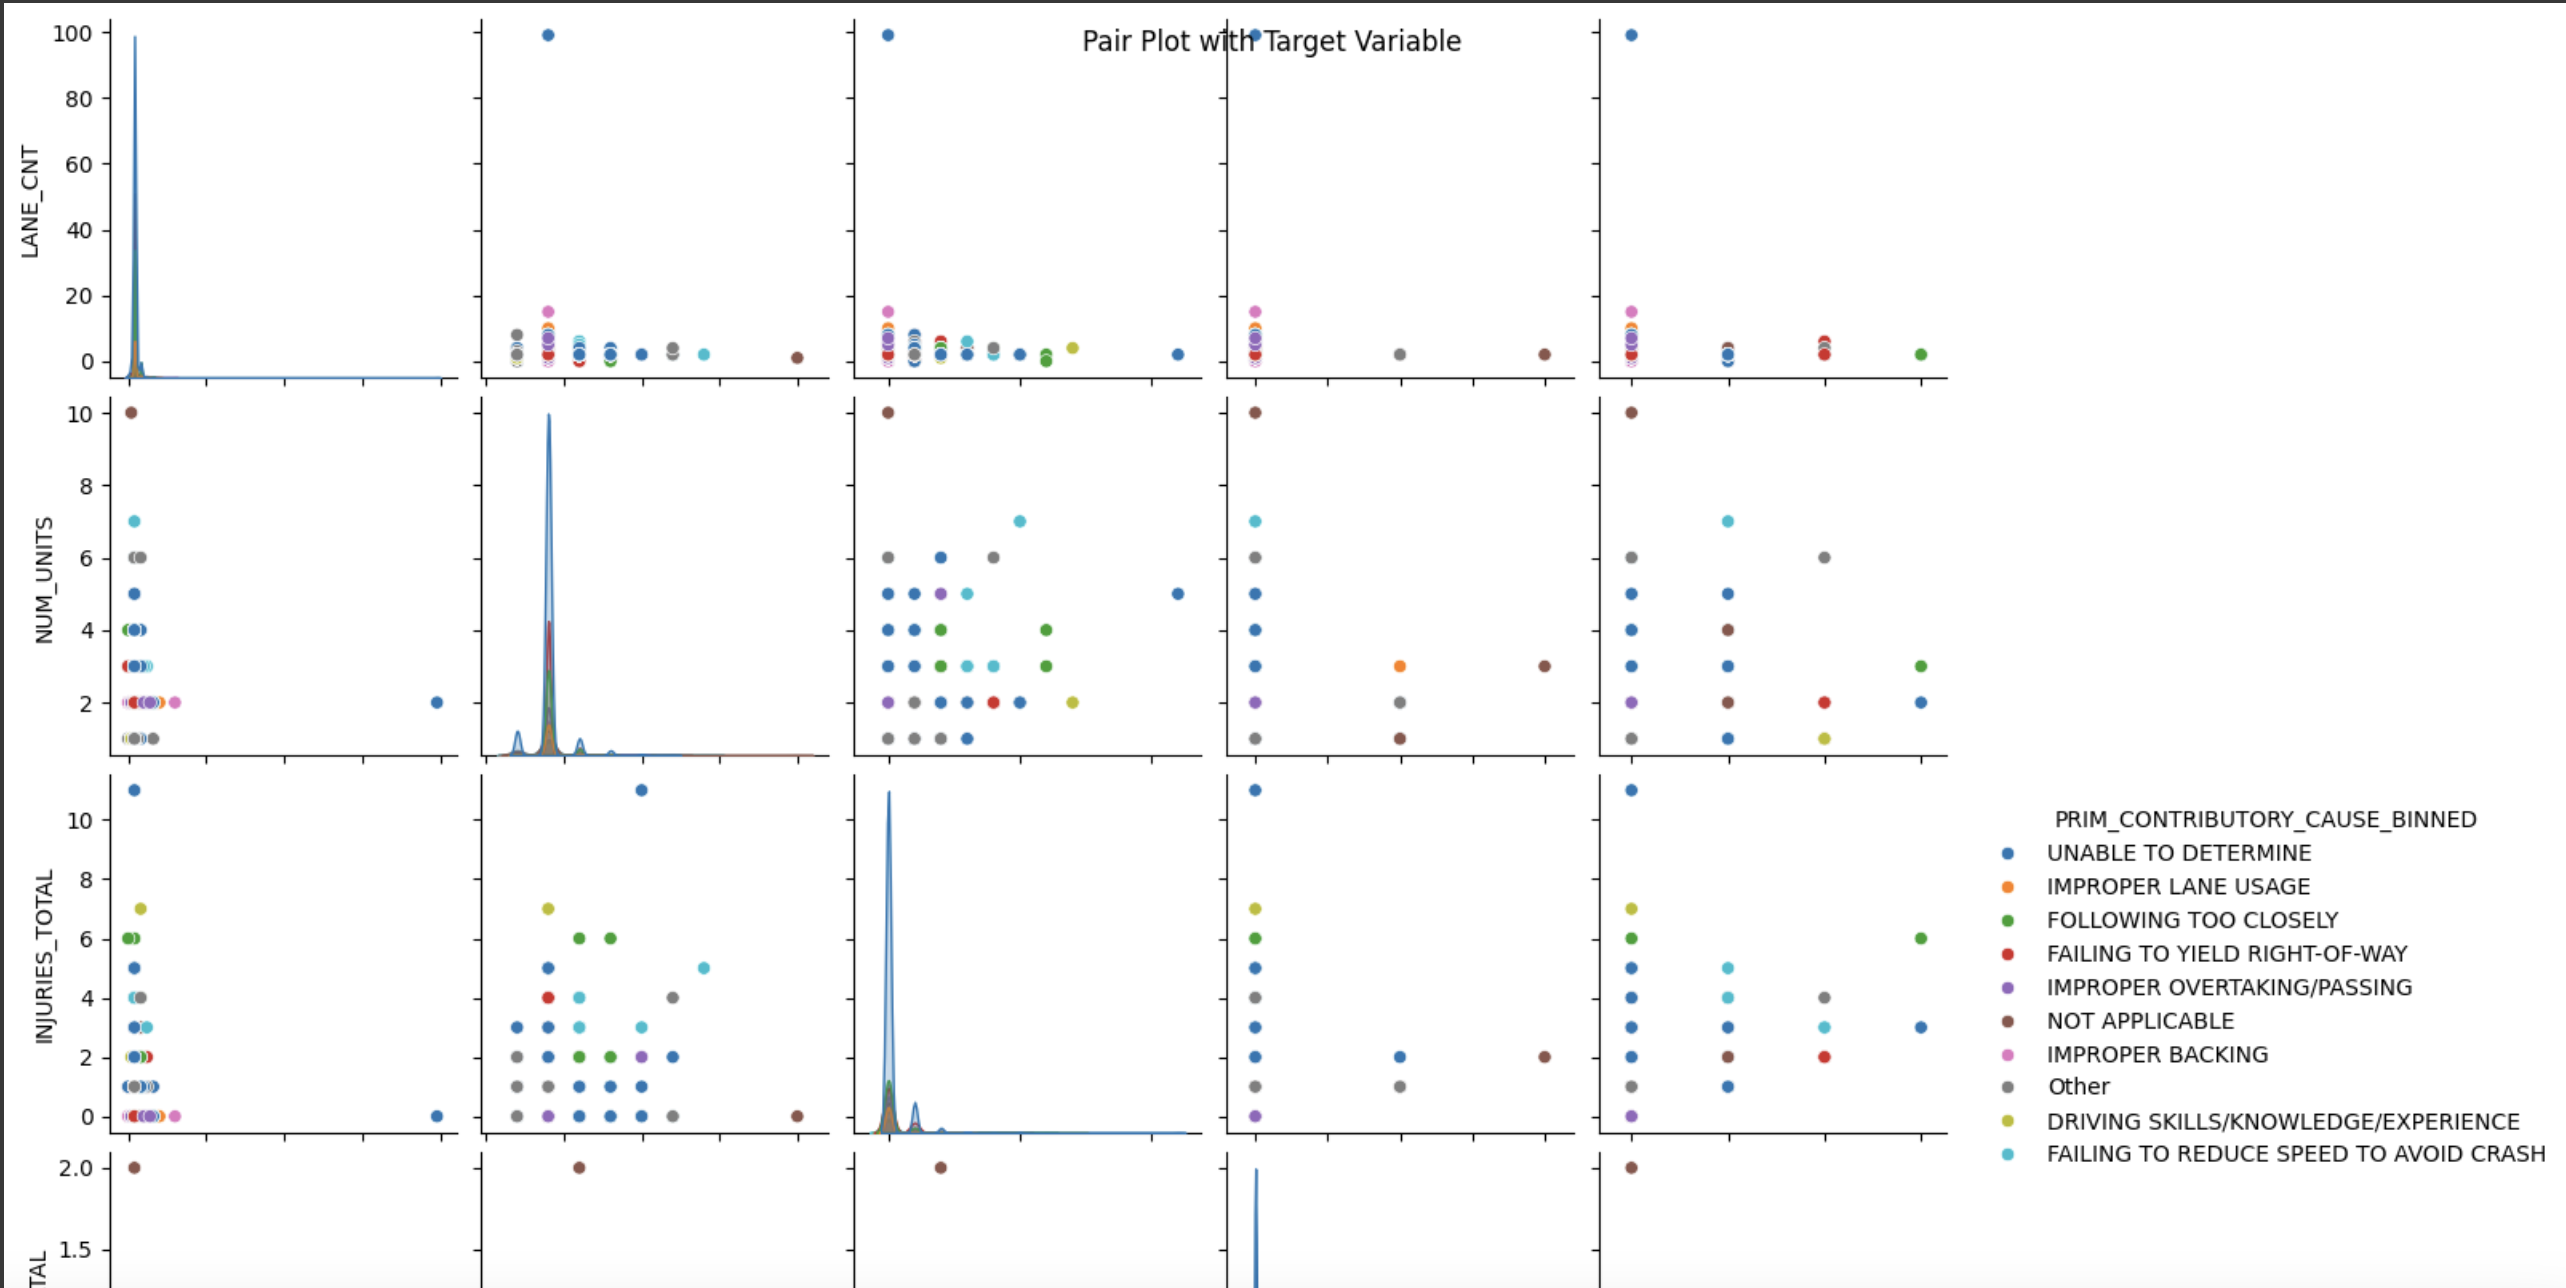 Pair Plot with Target Variable
100
80
60
40
20
0
LANE_CNT
10
8
6
4
2
NUM_UNITS
10
8
6
4
2
0
INJURIES_TOTAL
2.0
1.5
TAL
PRIM_CONTRIBUTORY_CAUSE_BINNED
UNABLE TO DETERMINE
IMPROPER LANE USAGE
FOLLOWING TOO CLOSELY
FAILING TO YIELD RIGHT-OF-WAY
IMPROPER OVERTAKING/PASSING
NOT APPLICABLE
IMPROPER BACKING
Other
DRIVING SKILLS/KNOWLEDGE/EXPERIENCE
FAILING TO REDUCE SPEED TO AVOID CRASH